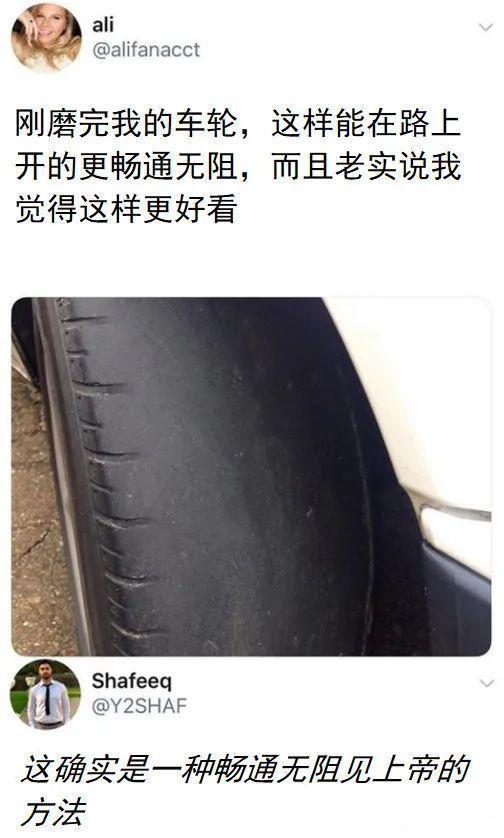 ali
@alifanacct
刚磨完我的车轮，这样能在路上
开的更畅通无阻，而且老实说我
觉得这样更好看
Shafeeq
@Y2SHAF
这确实是一种畅通无阻见上帝的
方法